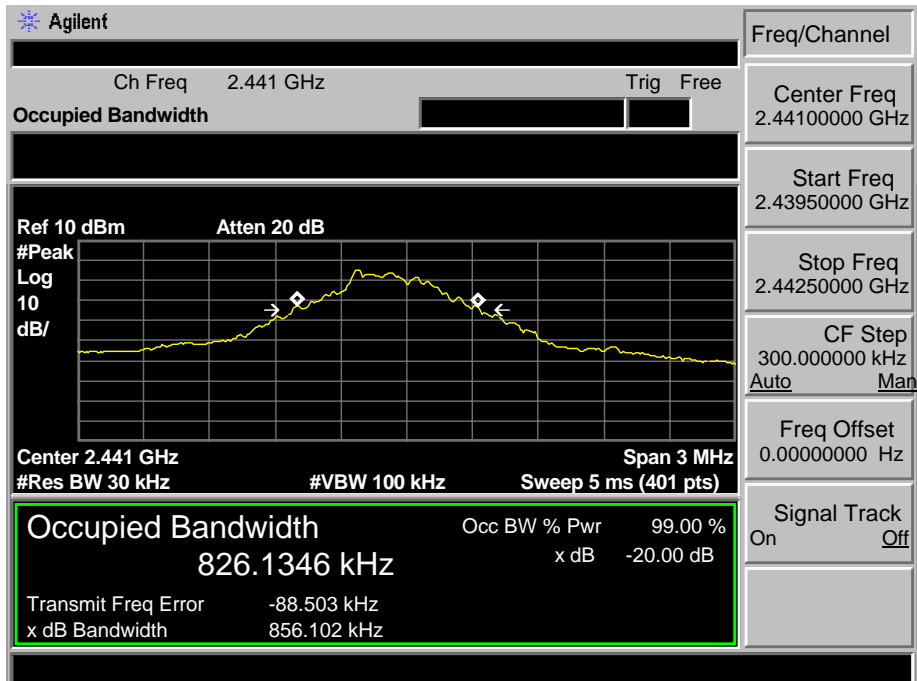 Agilent
Freq/Channel
Ch Freq 2.441 GHz Trig Free
Occupied Bandwidth
Center Freq
2.44100000 GHz
Start Freq
2.43950000 GHz
Stop Freq
2.44250000 GHz
CF Step
300.000000 kHz
Auto Man
Freq Offset
0.00000000 Hz
Signal Track
On Off
Ref 10 dBm Atten 20 dB
#Peak
Log
10
dB/
Center 2.441 GHz Span 3 MHz
#Res BW 30 kHz #VBW 100 kHz Sweep 5 ms (401 pts)
Occupied Bandwidth Occ BW % Pwr 99.00 %
826.1346 kHz x dB -20.00 dB
Transmit Freq Error -88.503 kHz
x dB Bandwidth 856.102 kHz